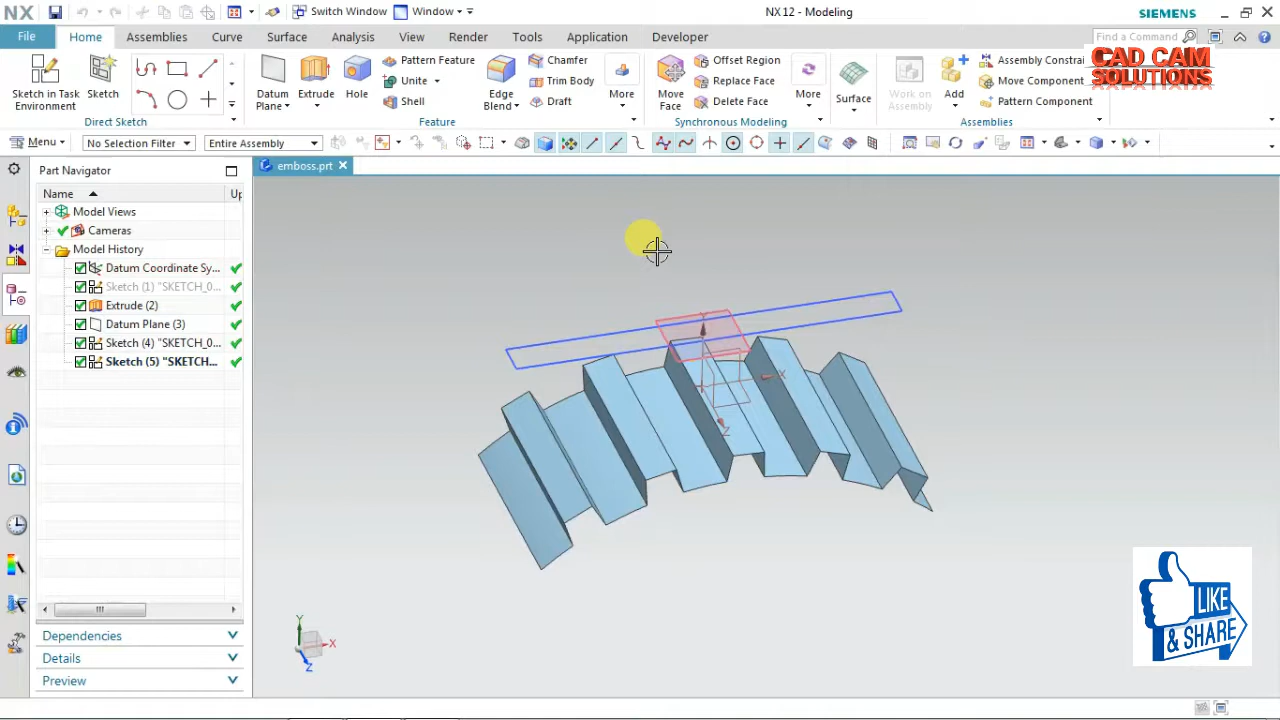 NX
Switch Window
Window
NX 12 - Modeling
SIEMENS
File
Home
Assemblies
Curve
Surface
Analysis
View
Render
Tools
Application
Developer
Find a Command
Sketch in Task
Environment
Sketch
Direct Sketch
Datum
Plane
Extrude
Hole
Pattern Feature
Unite
Shell
Edge
Blend
Chamfer
Trim Body
Draft
More
Feature
Move
Face
Offset Region
Replace Face
Delete Face
More
Synchronous Modeling
Surface
Work on
Assembly
Add
Assembly Constrai
Move Component
Pattern Component
Assemblies
CAD CAM
SOLUTIONS
Menu
No Selection Filter
Entire Assembly
emboss.prt
Part Navigator
Name
Up
Model Views
Cameras
Model History
Datum Coordinate Sy...
Sketch (1) "SKETCH_0...
Extrude (2)
Datum Plane (3)
Sketch (4) "SKETCH_0...
Sketch (5) "SKETCH...
Dependencies
Details
Preview
Y
X
Z
Y
X
Z
LIKE
& SHARE